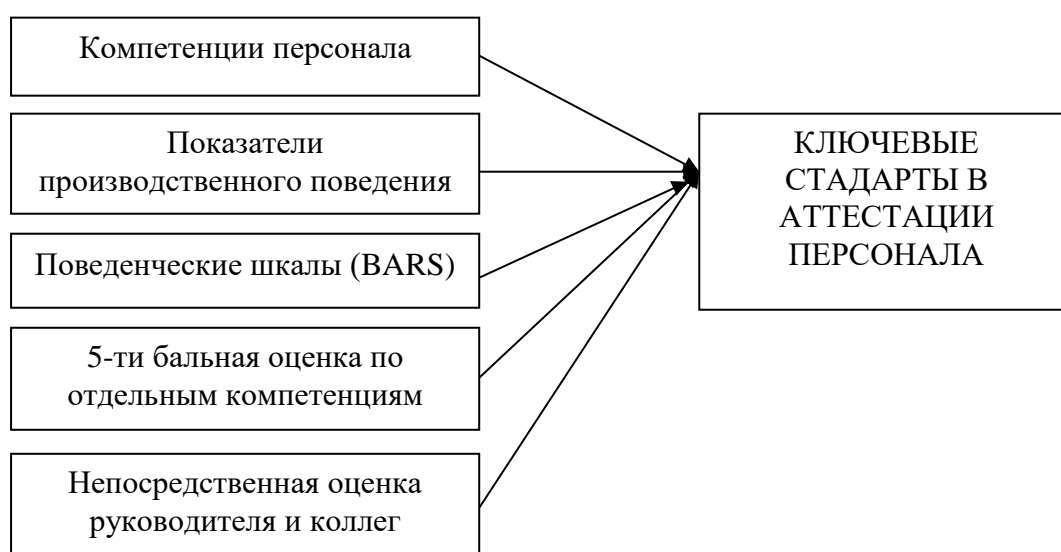 Компетенции персонала
Показатели
производственного поведения
Поведенческие шкалы (BARS)
5-ти бальная оценка по
отдельным компетенциям
Непосредственная оценка
руководителя и коллег
КЛЮЧЕВЫЕ
СТАДАРТЫ В
АТТЕСТАЦИИ
ПЕРСОНАЛА